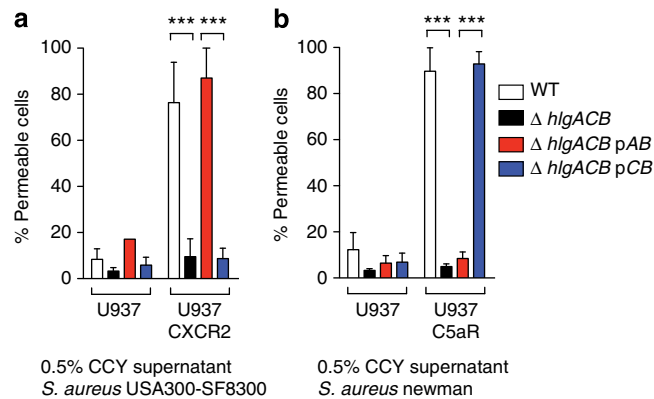 a
b
*** ***
*** ***
% Permeable cells
100
80
60
40
20
0
U937
U937
CXCR2
% Permeable cells
100
80
60
40
20
0
U937
U937
C5aR
WT
Δ hlgACB
Δ hlgACB pAB
Δ hlgACB pCB
0.5% CCY supernatant
S. aureus USA300-SF8300
0.5% CCY supernatant
S. aureus newman